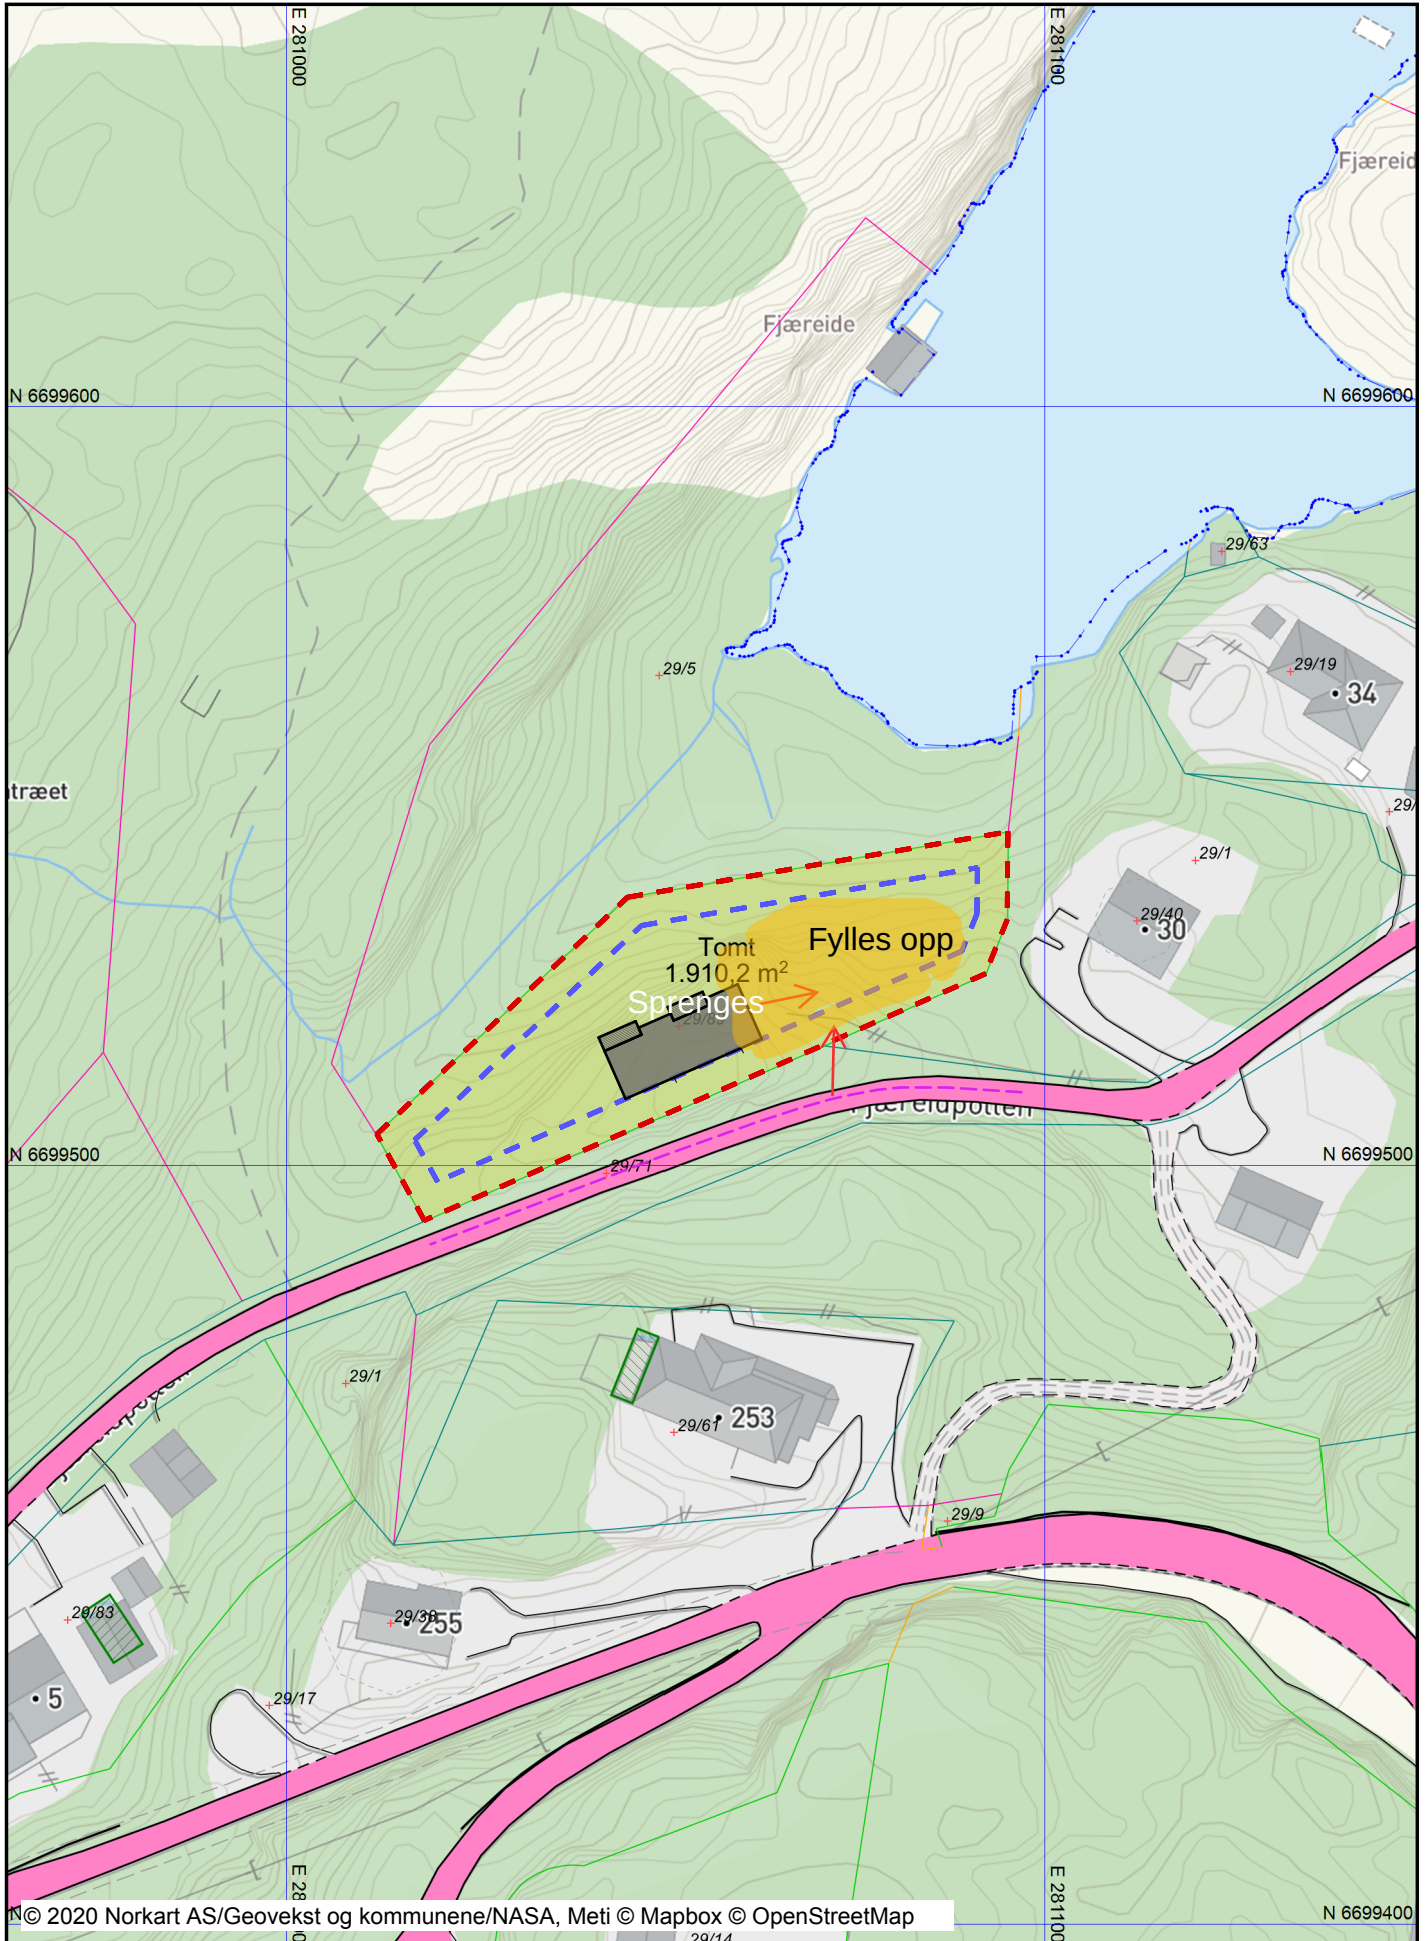 E 281000
E 281100
Fjæreid
Fjæreide
N 6699600
N 6699600
29/63
29/5
29/19
34
træet
29/
29/1
29/40
30
Fylles opp
Tomt
1.910,2 m²
Sprenges
Fjæreidpotten
N 6699500
N 6699500
29/71
29/1
253
29/61
29/9
29/83
29/38
255
5
29/17
E 281100
N 6699400
© 2020 Norkart AS/Geovekst og kommunene/NASA, Meti © Mapbox © OpenStreetMap
29/14